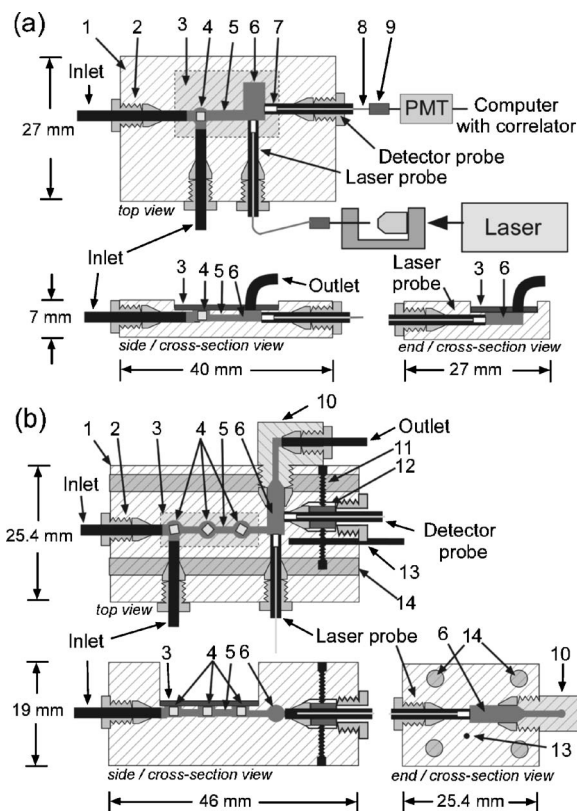 (a)
1 2 3 4 5 6 7 8 9
Inlet
PMT
Computer
with correlator
27 mm
Detector probe
Laser probe
top view
Laser
Inlet
3 4 5 6
Outlet
Laser
probe
3 6
7 mm
side / cross-section view
end / cross-section view
40 mm
27 mm
(b)
10
1 2 3 4 5 6
Outlet
11
12
Inlet
25.4 mm
Detector
probe
13
14
top view
Inlet
Laser probe
3 4 5 6
6 14 10
19 mm
13
side / cross-section view
end / cross-section view
46 mm
25.4 mm